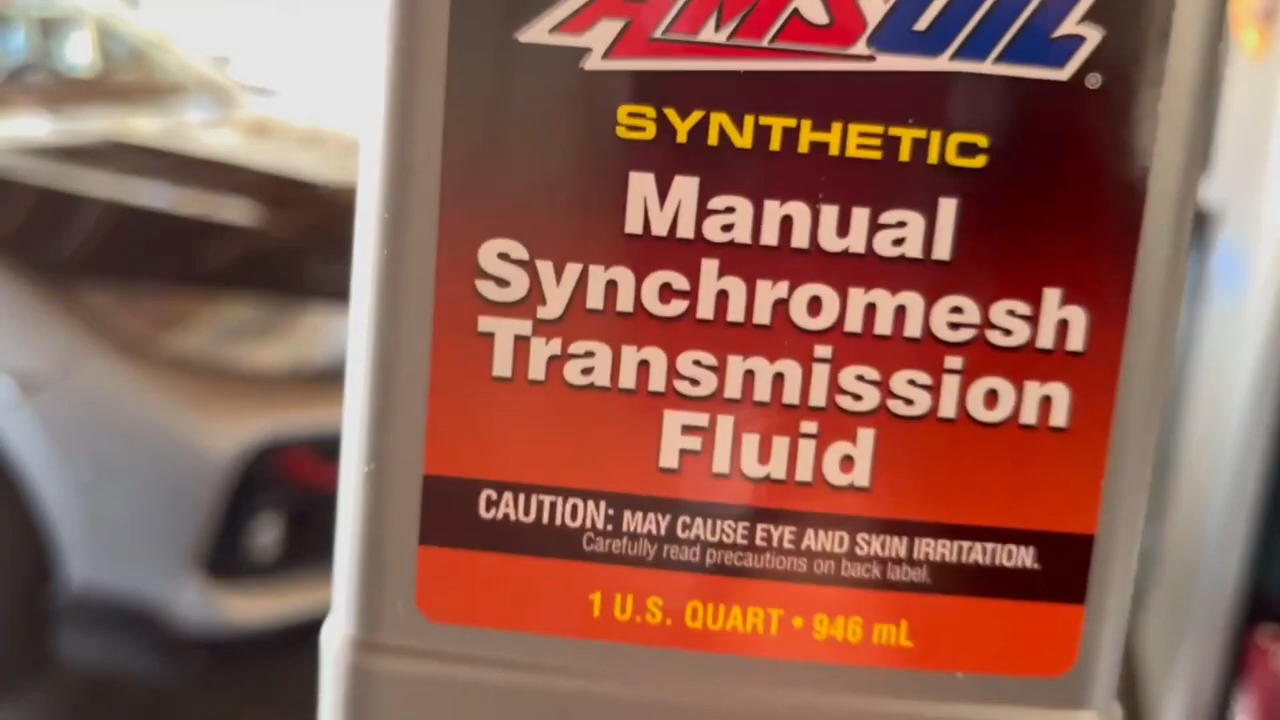 AMSOIL®
SYNTHETIC
Manual
Synchromesh
Transmission
Fluid
CAUTION: MAY CAUSE EYE AND SKIN IRRITATION.
Carefully read precautions on back label.
1 U.S. QUART • 946 mL